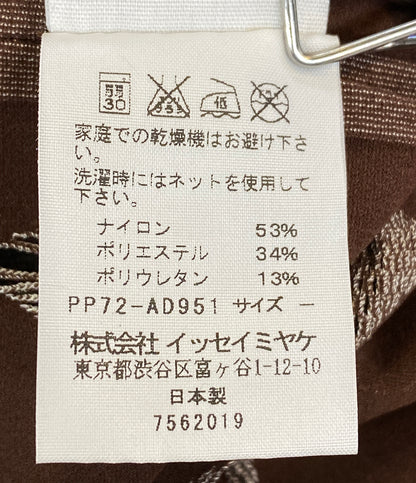 弱
30
低
家庭での乾燥機はお避け下さ
い。
洗濯時にはネットを使用して
下さい。
ナイロン 53%
ポリエステル 34%
ポリウレタン 13%
PP72-AD951 サイズ －
株式会社 イッセイミヤケ
東京都渋谷区富ヶ谷1-12-10
日本製
7562019